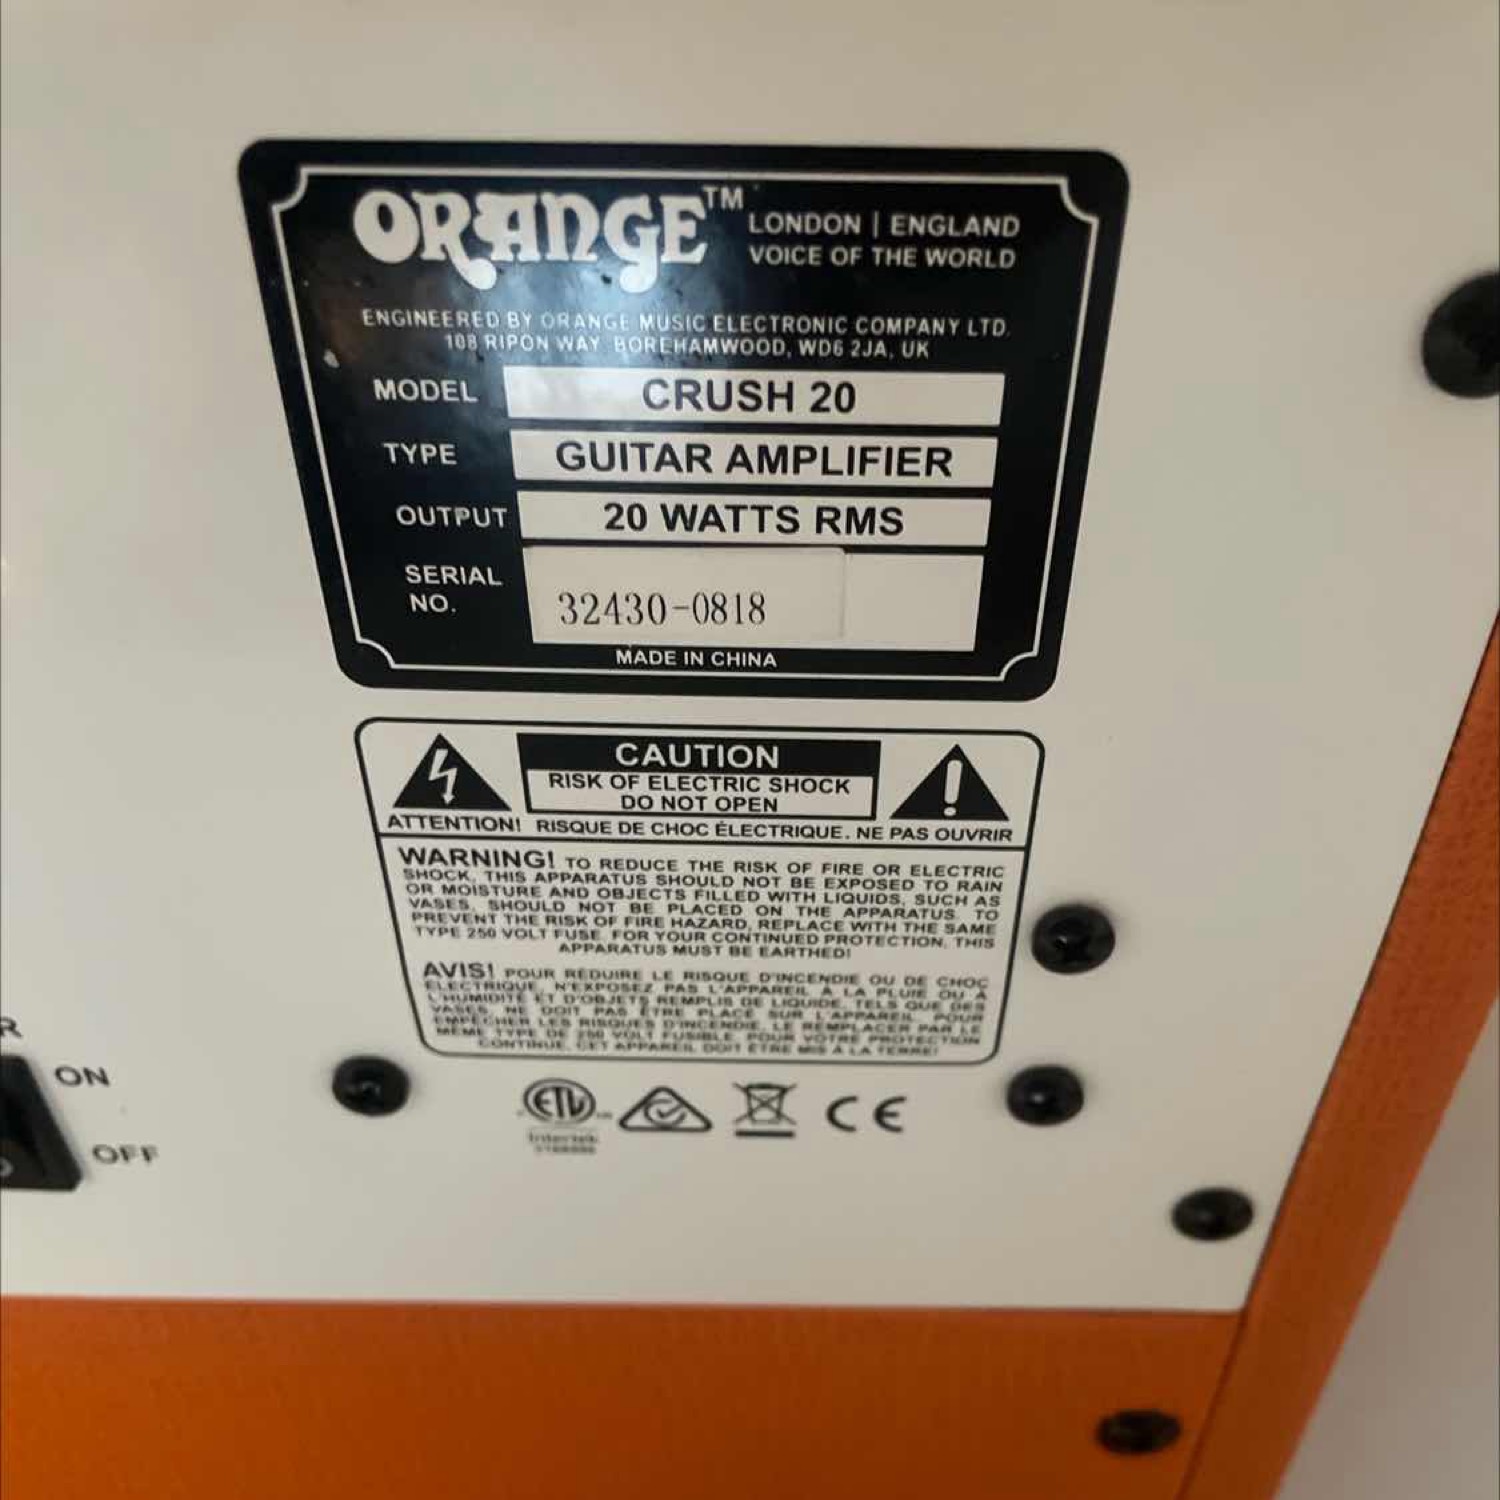 ORANGE™
LONDON | ENGLAND
VOICE OF THE WORLD
ENGINEERED BY ORANGE MUSIC ELECTRONIC COMPANY LTD.
108 RIPON WAY BOREHAMWOOD, WD6 2JA, UK
MODEL CRUSH 20
TYPE GUITAR AMPLIFIER
OUTPUT 20 WATTS RMS
SERIAL
NO. 32430-0818
MADE IN CHINA
CAUTION
RISK OF ELECTRIC SHOCK
DO NOT OPEN
ATTENTION! RISQUE DE CHOC ÉLECTRIQUE. NE PAS OUVRIR
WARNING! TO REDUCE THE RISK OF FIRE OR ELECTRIC
SHOCK, THIS APPARATUS SHOULD NOT BE EXPOSED TO RAIN
OR MOISTURE AND OBJECTS FILLED WITH LIQUIDS, SUCH AS
VASES, SHOULD NOT BE PLACED ON THE APPARATUS. TO
PREVENT THE RISK OF FIRE HAZARD, REPLACE WITH THE SAME
TYPE 250 VOLT FUSE. FOR YOUR CONTINUED PROTECTION, THIS
APPARATUS MUST BE EARTHED!
AVIS! POUR RÉDUIRE LE RISQUE D'INCENDIE OU DE CHOC
ÉLECTRIQUE, N'EXPOSEZ PAS L'APPAREIL À LA PLUIE OU À
L'HUMIDITÉ ET D'OBJETS REMPLIS DE LIQUIDE, TELS QUE DES
VASES, NE DOIT PAS ÊTRE PLACÉ SUR L'APPAREIL. POUR
EMPÊCHER LES RISQUES D'INCENDIE, LE REMPLACER PAR LE
MÊME TYPE DE 250 VOLT FUSIBLE. POUR VOTRE PROTECTION
CONTINUE, CET APPAREIL DOIT ÊTRE MIS À LA TERRE!
R
ON
OFF
ETL
Intertek
CE